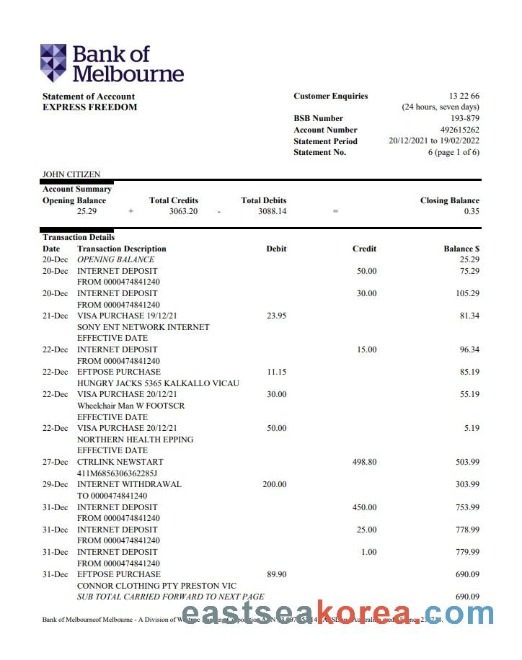 Bank of
Melbourne
Statement of Acccount
EXPRESS FREEDOM
Customer Enquiries 13 22 66
(24 hours, seven days)
BSB Number 193-879
Account Number 492615262
Statement Period 20/12/2021 to 19/02/2022
Statement No. 6 (page 1 of 6)
JOHN CITIZEN
Account Summary
Opening Balance Total Credits Total Debits Closing Balance
25.29 + 3063.20 - 3088.14 = 0.35
Transaction Details
Date Transaction Description Debit Credit Balance $
20-Dec OPENING BALANCE 25.29
20-Dec INTERNET DEPOSIT 50.00 75.29
FROM 0000474841240
20-Dec INTERNET DEPOSIT 30.00 105.29
FROM 0000474841240
21-Dec VISA PURCHASE 19/12/21 23.95 81.34
SONY ENT NETWORK INTERNET
EFFECTIVE DATE
22-Dec INTERNET DEPOSIT 15.00 96.34
FROM 0000474841240
22-Dec EFTPOSE PURCHASE 11.15 85.19
HUNGRY JACKS 5365 KALKALLO VICAU
22-Dec VISA PURCHASE 20/12/21 30.00 55.19
Wheelchair Man W FOOTSCR
EFFECTIVE DATE
22-Dec VISA PURCHASE 20/12/21 50.00 5.19
NORTHERN HEALTH EPPING
EFFECTIVE DATE
27-Dec CTRLINK NEWSTART 498.80 503.99
411M6856306362285J
29-Dec INTERNET WITHDRAWAL 200.00 303.99
TO 0000474841240
31-Dec INTERNET DEPOSIT 450.00 753.99
FROM 0000474841240
31-Dec INTERNET DEPOSIT 25.00 778.99
FROM 0000474841240
31-Dec INTERNET DEPOSIT 1.00 779.99
FROM 0000474841240
31-Dec EFTPOSE PURCHASE 89.90 690.09
CONNOR CLOTHING PTY PRESTON VIC
SUB TOTAL CARRIED FORWARD TO NEXT PAGE 690.09
Bank of Melbourneof Melbourne - A Division of
eastseakorea.com